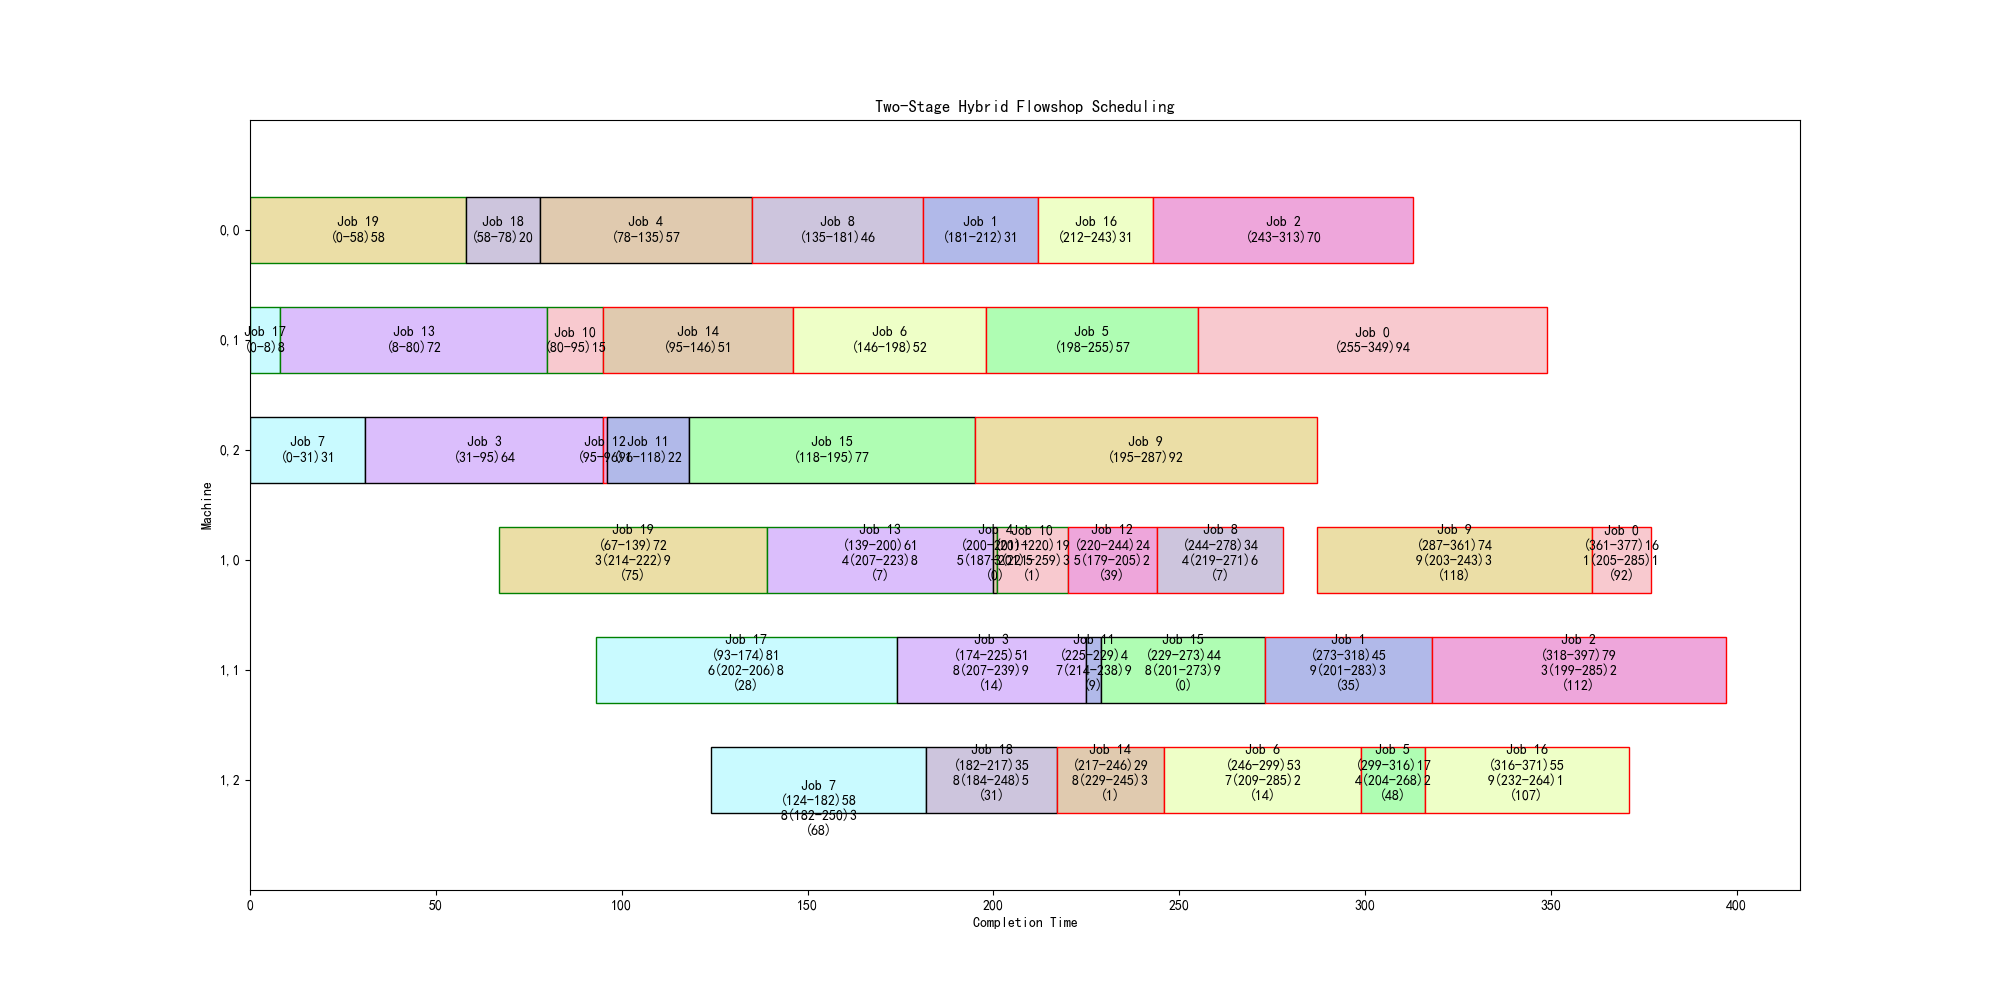 Two-Stage Hybrid Flowshop Scheduling
Machine
0,0
Job 19
(0-58)58
Job 18
(58-78)20
Job 4
(78-135)57
Job 8
(135-181)46
Job 1
(181-212)31
Job 16
(212-243)31
Job 2
(243-313)70
0,1
Job 17
(0-8)8
Job 13
(8-80)72
Job 10
(80-95)15
Job 14
(95-146)51
Job 6
(146-198)52
Job 5
(198-255)57
Job 0
(255-349)94
0,2
Job 7
(0-31)31
Job 3
(31-95)64
Job 12
(95-96)1
Job 11
(96-118)22
Job 15
(118-195)77
Job 9
(195-287)92
1,0
Job 19
(67-139)72
3(214-222)9
(75)
Job 13
(139-200)61
4(207-223)8
(7)
Job 4
(200-201)1
(0)
Job 10
(201-220)19
(1)
Job 12
(220-244)24
5(179-205)2
(39)
Job 8
(244-278)34
4(219-271)6
(7)
Job 9
(287-361)74
9(203-243)3
(118)
Job 0
(361-377)16
1(205-285)1
(92)
1,1
Job 17
(93-174)81
6(202-206)8
(28)
Job 3
(174-225)51
8(207-239)9
(14)
Job 11
(225-229)4
7(214-238)9
(9)
Job 15
(229-273)44
8(201-273)9
(0)
Job 1
(273-318)45
9(201-283)3
(35)
Job 2
(318-397)79
3(199-285)2
(112)
1,2
Job 7
(124-182)58
8(182-250)3
(68)
Job 18
(182-217)35
8(184-248)5
(31)
Job 14
(217-246)29
8(229-245)3
(1)
Job 6
(246-299)53
7(209-285)2
(14)
Job 5
(299-316)17
4(204-268)2
(48)
Job 16
(316-371)55
9(232-264)1
(107)
0 50 100 150 200 250 300 350 400
Completion Time